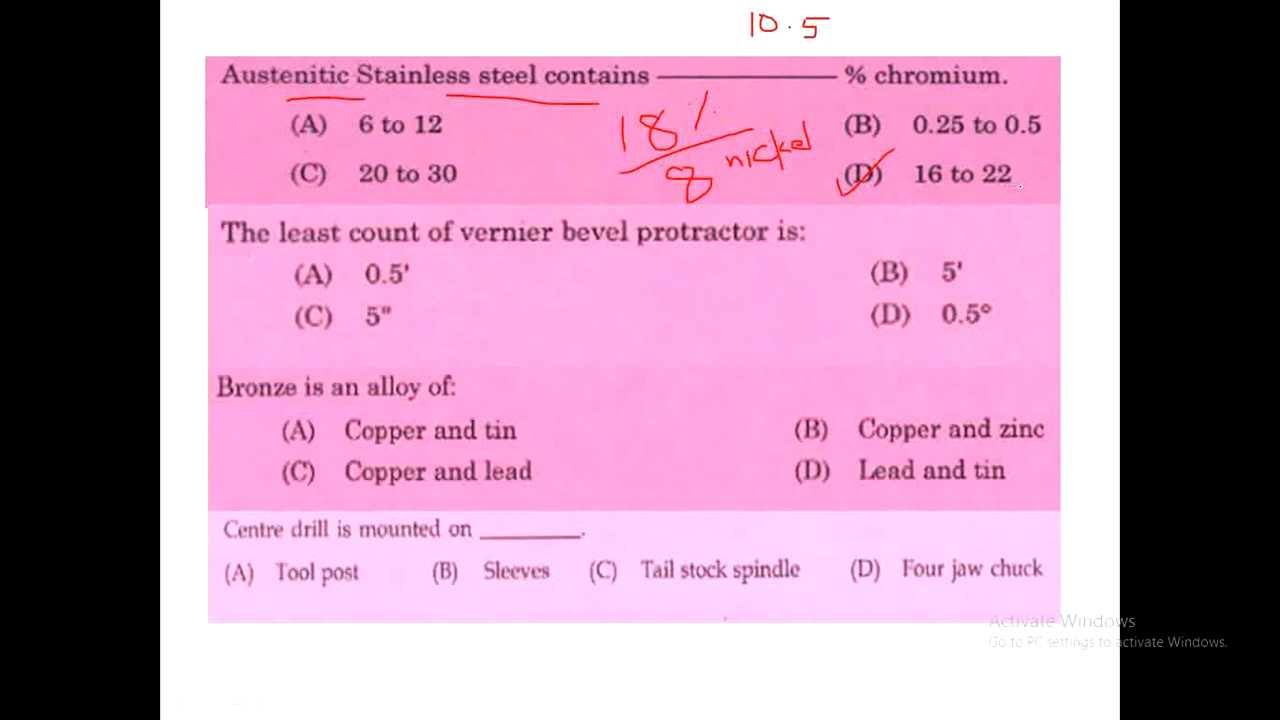 10.5
Austenitic Stainless steel contains ___________ % chromium.
(A) 6 to 12 (B) 0.25 to 0.5
18%
8 nickel
(C) 20 to 30 (D) 16 to 22
The least count of vernier bevel protractor is:
(A) 0.5' (B) 5'
(C) 5" (D) 0.5°
Bronze is an alloy of:
(A) Copper and tin (B) Copper and zinc
(C) Copper and lead (D) Lead and tin
Centre drill is mounted on ________.
(A) Tool post (B) Sleeves (C) Tail stock spindle (D) Four jaw chuck
Activate Windows
Go to PC settings to activate Windows.